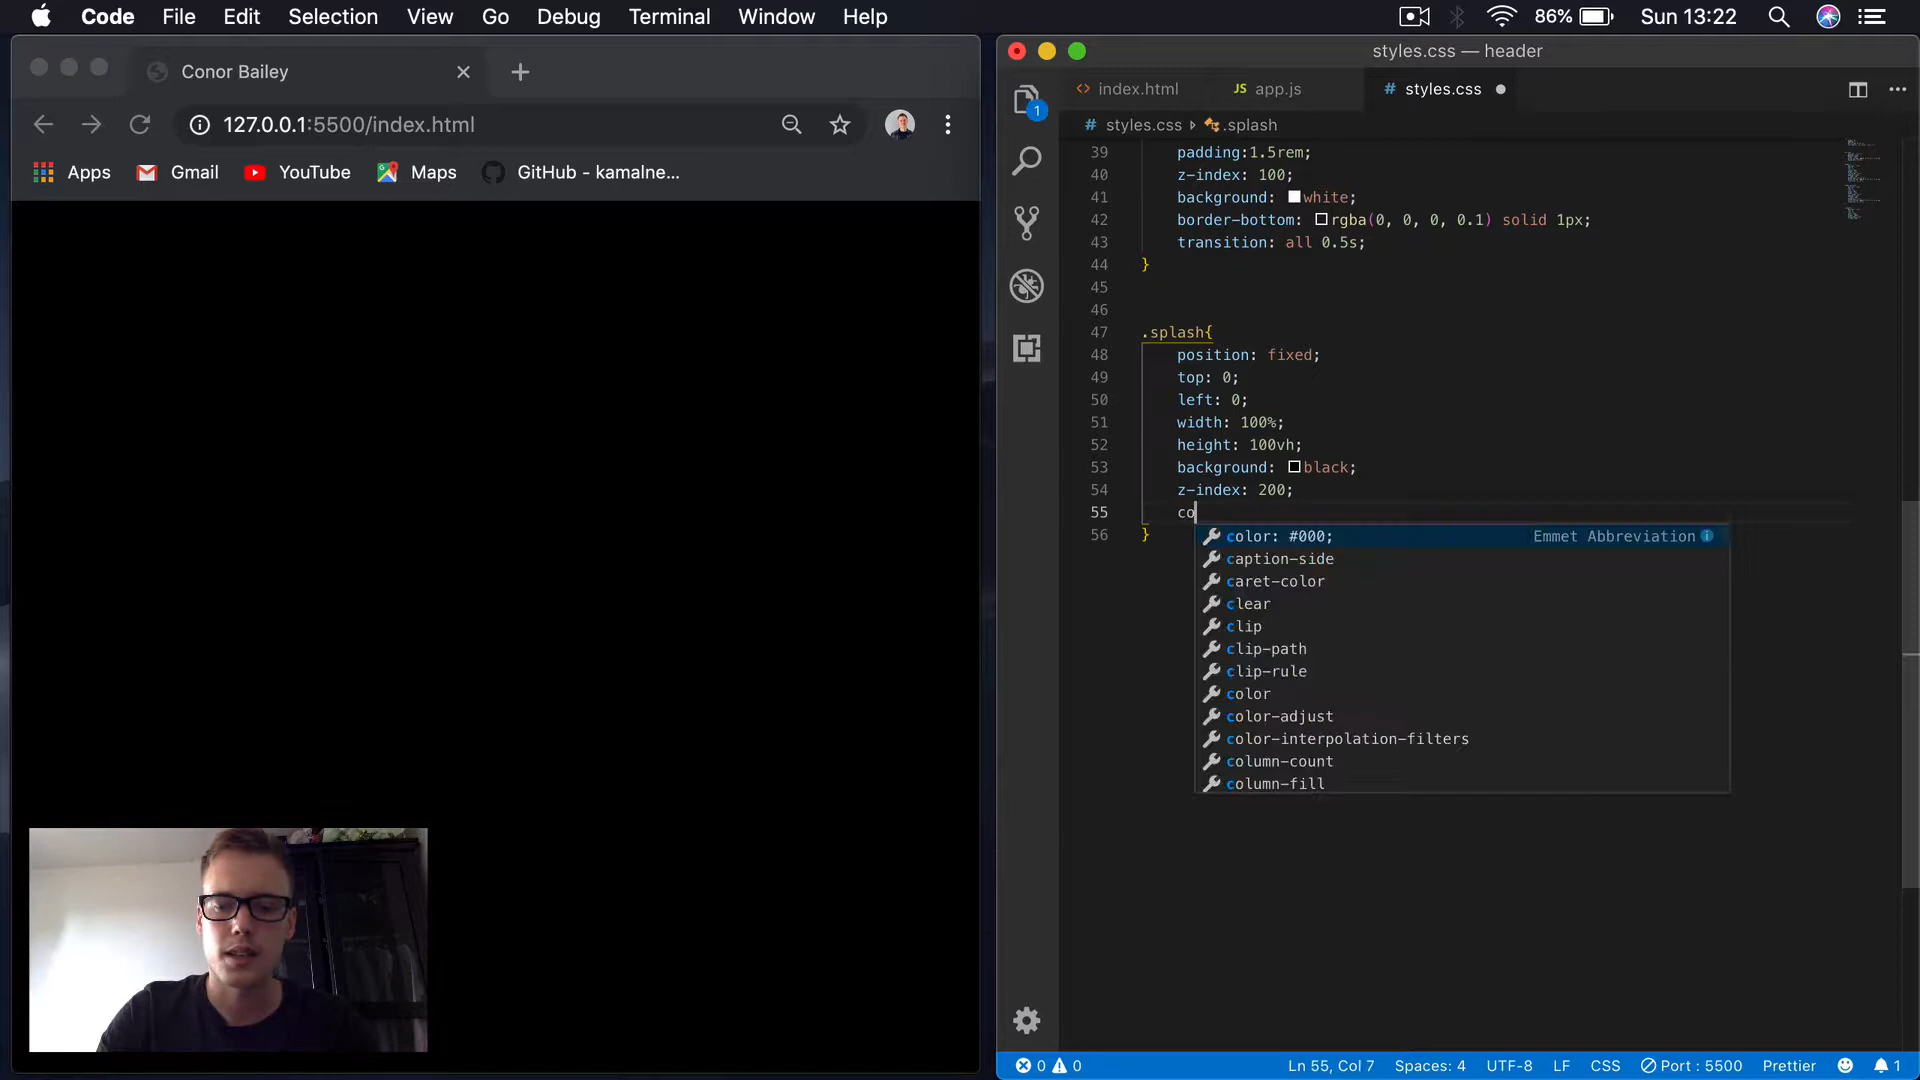 Code File Edit Selection View Go Debug Terminal Window Help
86% Sun 13:22
Conor Bailey
127.0.0.1:5500/index.html
Apps Gmail YouTube Maps GitHub - kamalne...
styles.css — header
1
<> index.html
JS app.js
# styles.css
# styles.css > .splash
39 padding:1.5rem;
40 z-index: 100;
41 background: white;
42 border-bottom: rgba(0, 0, 0, 0.1) solid 1px;
43 transition: all 0.5s;
44 }
45
46
47 .splash{
48 position: fixed;
49 top: 0;
50 left: 0;
51 width: 100%;
52 height: 100vh;
53 background: black;
54 z-index: 200;
55 co
56 }
color: #000; Emmet Abbreviation
caption-side
caret-color
clear
clip
clip-path
clip-rule
color
color-adjust
color-interpolation-filters
column-count
column-fill
0 0 Ln 55, Col 7 Spaces: 4 UTF-8 LF CSS Port : 5500 Prettier 1